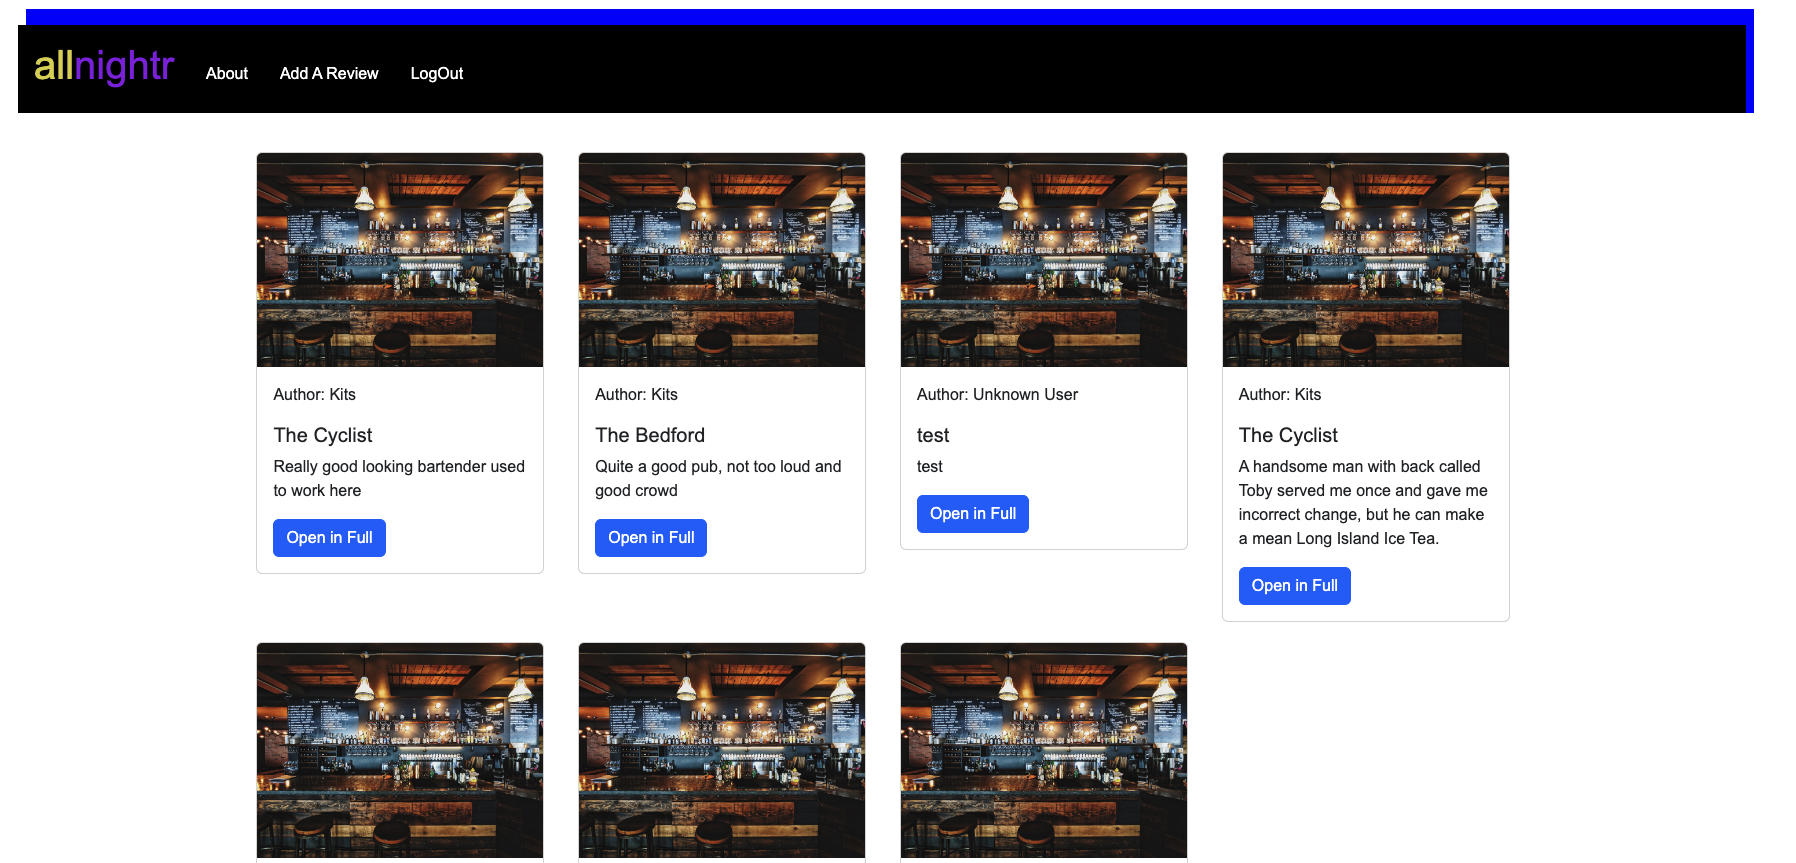 allnightr About Add A Review LogOut
Author: Kits
The Cyclist
Really good looking bartender used
to work here
Open in Full
Author: Kits
The Bedford
Quite a good pub, not too loud and
good crowd
Open in Full
Author: Unknown User
test
test
Open in Full
Author: Kits
The Cyclist
A handsome man with back called
Toby served me once and gave me
incorrect change, but he can make
a mean Long Island Ice Tea.
Open in Full